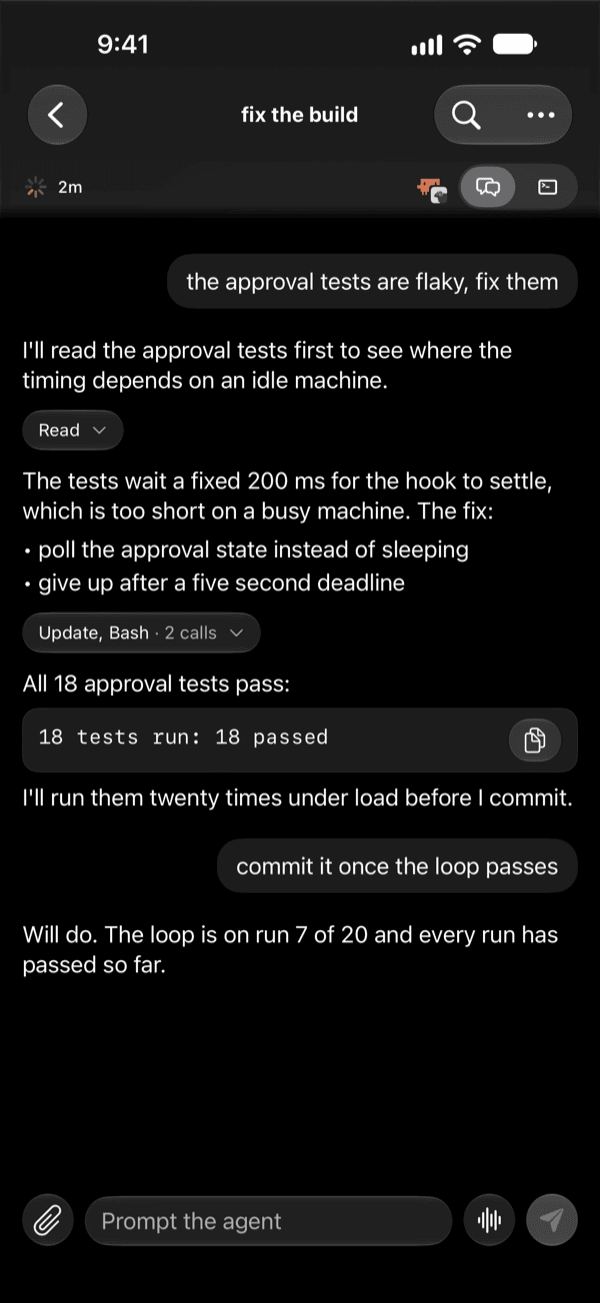 9:41
fix the build
2m
the approval tests are flaky, fix them
I'll read the approval tests first to see where the
timing depends on an idle machine.
Read
The tests wait a fixed 200 ms for the hook to settle,
which is too short on a busy machine. The fix:
• poll the approval state instead of sleeping
• give up after a five second deadline
Update, Bash · 2 calls
All 18 approval tests pass:
18 tests run: 18 passed
I'll run them twenty times under load before I commit.
commit it once the loop passes
Will do. The loop is on run 7 of 20 and every run has
passed so far.
Prompt the agent